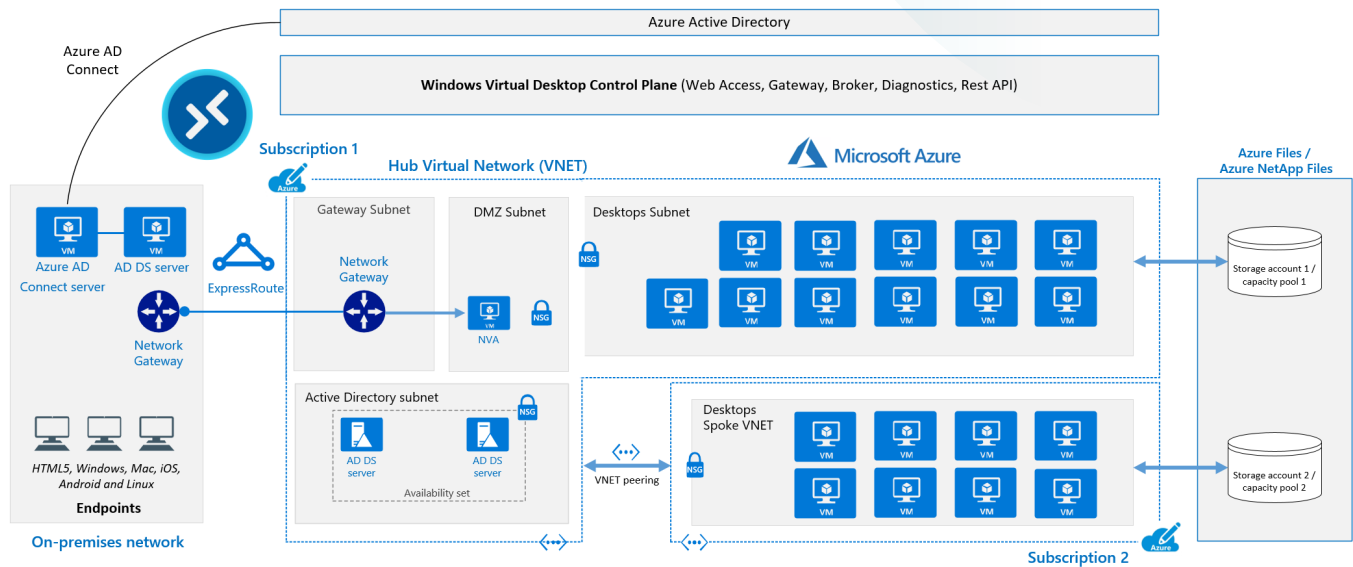 Azure Active Directory
Azure AD
Connect
Windows Virtual Desktop Control Plane (Web Access, Gateway, Broker, Diagnostics, Rest API)
Subscription 1
Azure
Hub Virtual Network (VNET)
Microsoft Azure
Azure Files /
Azure NetApp Files
VM
VM
Azure AD
Connect server
AD DS server
ExpressRoute
Network
Gateway
HTML5, Windows, Mac, iOS,
Android and Linux
Endpoints
On-premises network
Gateway Subnet
Network
Gateway
DMZ Subnet
VM
NVA
NSG
Desktops Subnet
NSG
VM
VM
VM
VM
VM
VM
VM
VM
VM
VM
VM
Storage account 1 /
capacity pool 1
Active Directory subnet
NSG
AD DS
server
AD DS
server
Availability set
VNET peering
Desktops
Spoke VNET
NSG
VM
VM
VM
VM
VM
VM
VM
VM
Storage account 2 /
capacity pool 2
Azure
Subscription 2